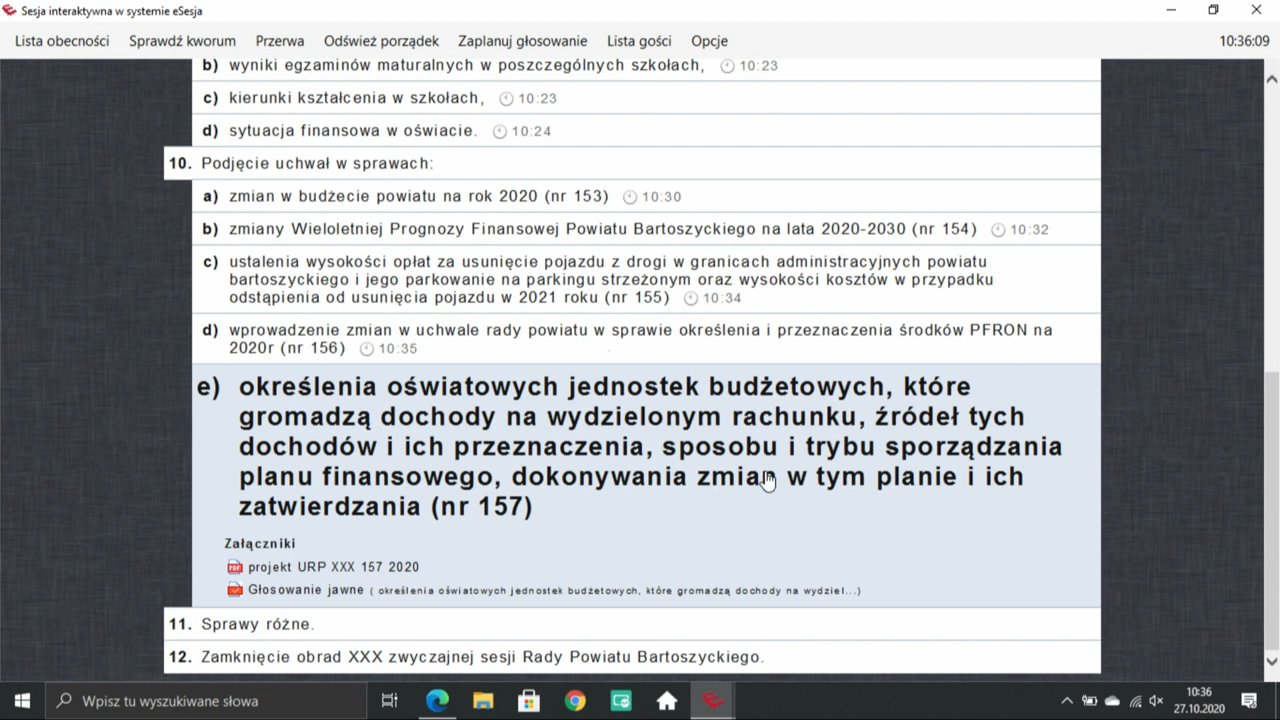 Sesja interaktywna w systemie eSesja
Lista obecności Sprawdź kworum Przerwa Odśwież porządek Zaplanuj głosowanie Lista gości Opcje 10:36:09
b) wyniki egzaminów maturalnych w poszczególnych szkołach, 10:23
c) kierunki kształcenia w szkołach, 10:23
d) sytuacja finansowa w oświacie. 10:24
10. Podjęcie uchwał w sprawach:
a) zmian w budżecie powiatu na rok 2020 (nr 153) 10:30
b) zmiany Wieloletniej Prognozy Finansowej Powiatu Bartoszyckiego na lata 2020-2030 (nr 154) 10:32
c) ustalenia wysokości opłat za usunięcie pojazdu z drogi w granicach administracyjnych powiatu
bartoszyckiego i jego parkowanie na parkingu strzeżonym oraz wysokości kosztów w przypadku
odstąpienia od usunięcia pojazdu w 2021 roku (nr 155) 10:34
d) wprowadzenie zmian w uchwale rady powiatu w sprawie określenia i przeznaczenia środków PFRON na
2020r (nr 156) 10:35
e) określenia oświatowych jednostek budżetowych, które
gromadzą dochody na wydzielonym rachunku, źródeł tych
dochodów i ich przeznaczenia, sposobu i trybu sporządzania
planu finansowego, dokonywania zmian w tym planie i ich
zatwierdzania (nr 157)
Załączniki
projekt URP XXX 157 2020
Głosowanie jawne ( określenia oświatowych jednostek budżetowych, które gromadzą dochody na wydziel...)
11. Sprawy różne.
12. Zamknięcie obrad XXX zwyczajnej sesji Rady Powiatu Bartoszyckiego.
Wpisz tu wyszukiwane słowa
10:36
27.10.2020